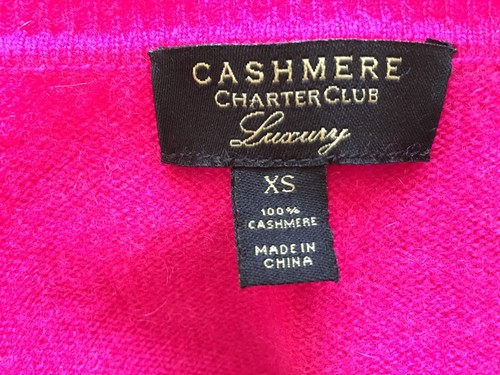 CASHMERE
CHARTER CLUB
Luxury
XS
100%
CASHMERE
MADE IN
CHINA